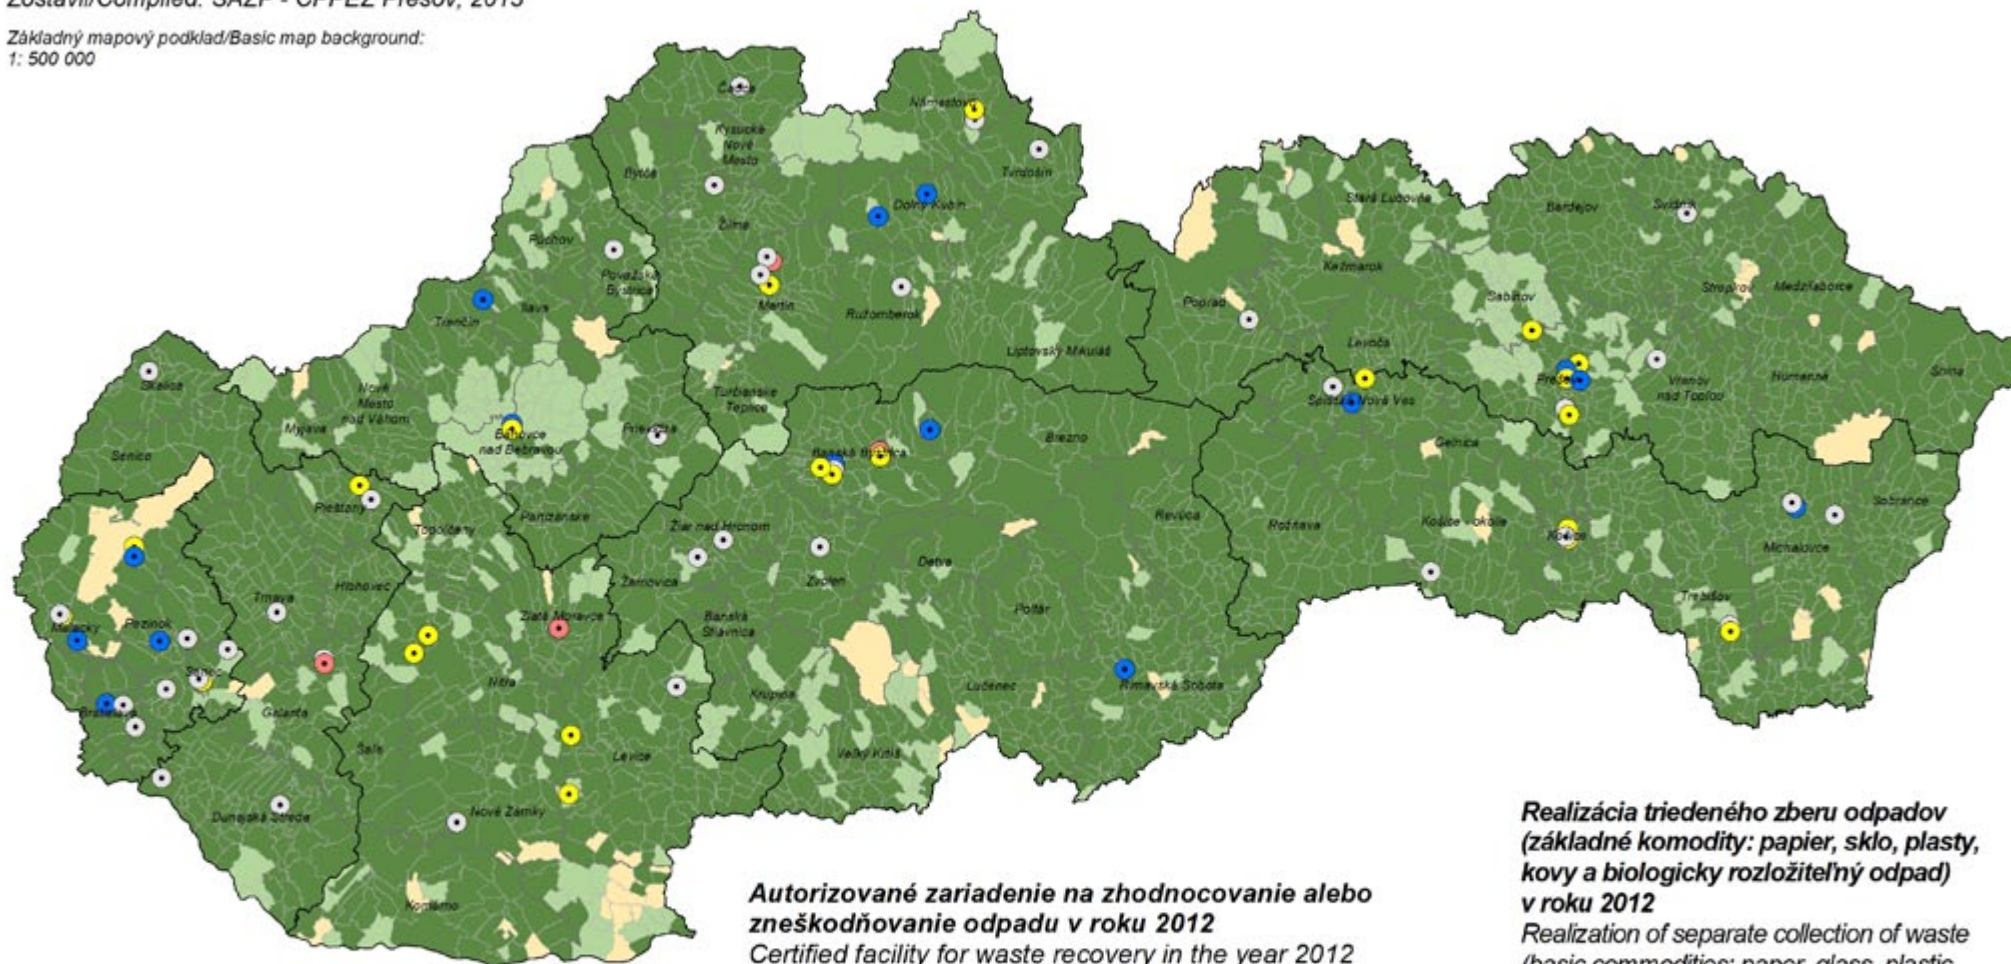 Zostavil/Compiled: SAŽP - CPPEZ Prešov, 2013
Základný mapový podklad/Basic map background:
1: 500 000
Čadca
Námestovo
Kysucké
Nové
Mesto
Bytča
Tvrdošín
Dolný Kubín
Stará Ľubovňa
Bardejov
Svidník
Žilina
Púchov
Kežmarok
Považská
Bystrica
Stropkov
Medzilaborce
Sabinov
Poprad
Ilava
Martin
Ružomberok
Trenčín
Levoča
Liptovský Mikuláš
Prešov
Vranov
nad Topľou
Humenné
Snina
Skalica
Nové
Mesto
nad Váhom
Turčianske
Teplice
Spišská Nová Ves
Myjava
Bánovce
nad Bebravou
Prievidza
Brezno
Gelnica
Senica
Banská Bystrica
Sobrance
Piešťany
Partizánske
Topoľčany
Žiar nad Hronom
Revúca
Rožňava
Košice - okolie
Košice
Michalovce
Hlohovec
Žarnovica
Zvolen
Detva
Trnava
Trebišov
Malacky
Pezinok
Zlaté Moravce
Banská
Štiavnica
Poltár
Senec
Nitra
Krupina
Lučenec
Rimavská Sobota
Bratislava
Galanta
Šaľa
Levice
Veľký Krtíš
Dunajská Streda
Nové Zámky
Komárno
Autorizované zariadenie na zhodnocovanie alebo
zneškodňovanie odpadu v roku 2012
Certified facility for waste recovery in the year 2012
Realizácia triedeného zberu odpadov
(základné komodity: papier, sklo, plasty,
kovy a biologicky rozložiteľný odpad)
v roku 2012
Realization of separate collection of waste
(basic commodities: paper, glass, plastic,